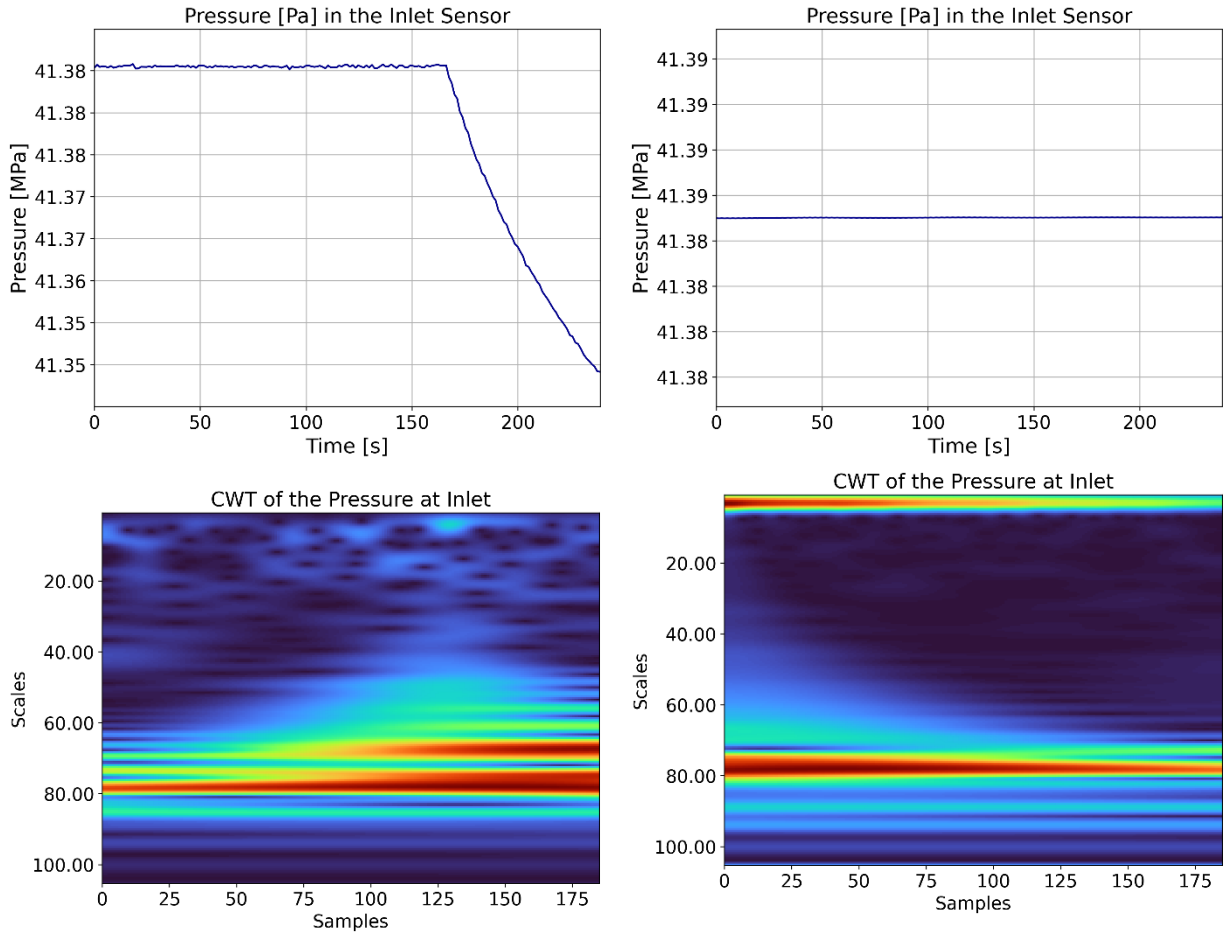 Pressure [Pa] in the Inlet Sensor
41.38
41.38
41.38
41.37
41.37
41.36
41.35
41.35
Pressure [MPa]
0 50 100 150 200
Time [s]
Pressure [Pa] in the Inlet Sensor
41.39
41.39
41.39
41.39
41.38
41.38
41.38
41.38
Pressure [MPa]
0 50 100 150 200
Time [s]
CWT of the Pressure at Inlet
20.00
40.00
60.00
80.00
100.00
Scales
0 25 50 75 100 125 150 175
Samples
CWT of the Pressure at Inlet
20.00
40.00
60.00
80.00
100.00
Scales
0 25 50 75 100 125 150 175
Samples